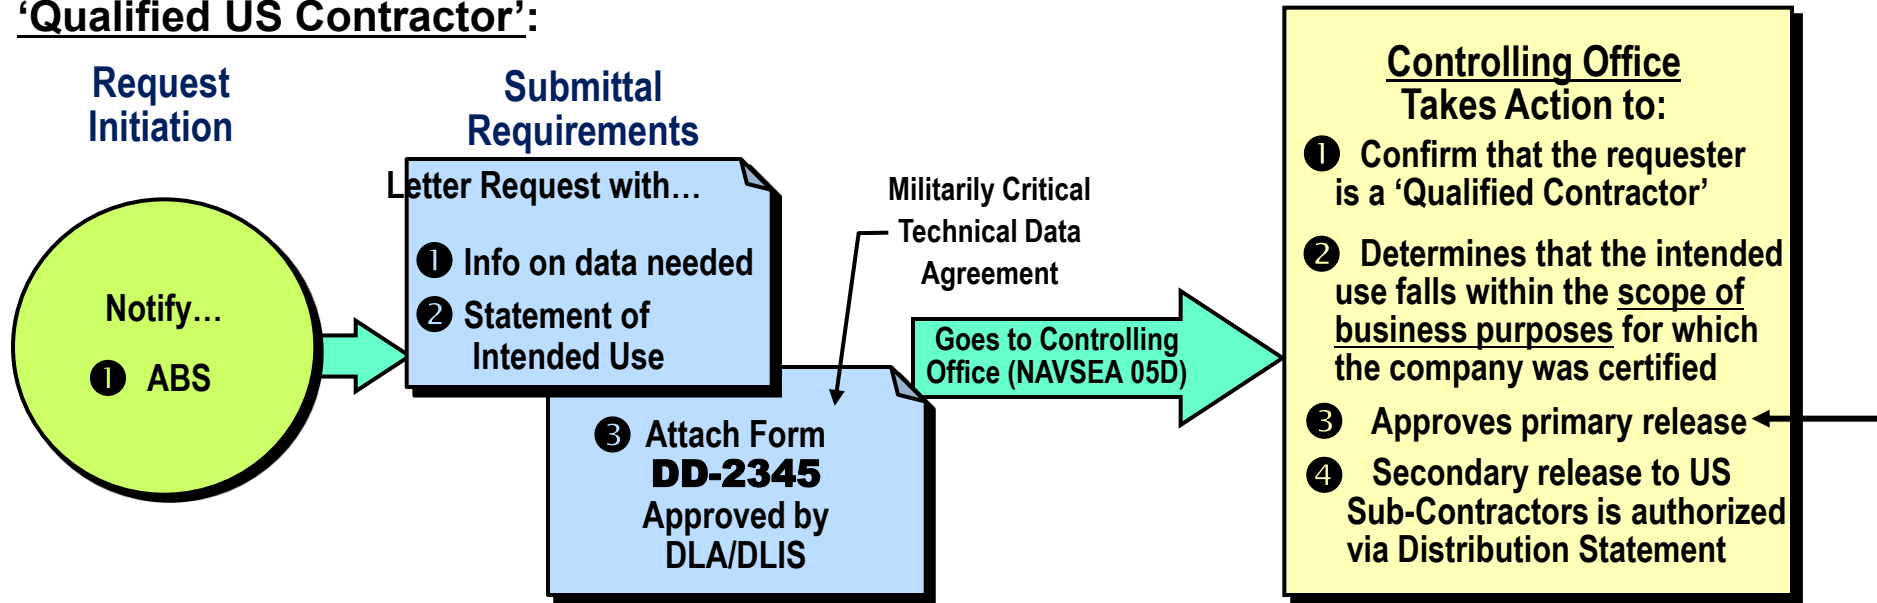 ‘Qualified US Contractor’:
Request
Initiation
Notify…
❶ ABS
Submittal
Requirements
Letter Request with…
❶ Info on data needed
❷ Statement of
Intended Use
❸ Attach Form
DD-2345
Approved by
DLA/DLIS
Militarily Critical
Technical Data
Agreement
Goes to Controlling
Office (NAVSEA 05D)
Controlling Office
Takes Action to:
❶ Confirm that the requester
is a ‘Qualified Contractor’
❷ Determines that the intended
use falls within the scope of
business purposes for which
the company was certified
❸ Approves primary release
❹ Secondary release to US
Sub-Contractors is authorized
via Distribution Statement